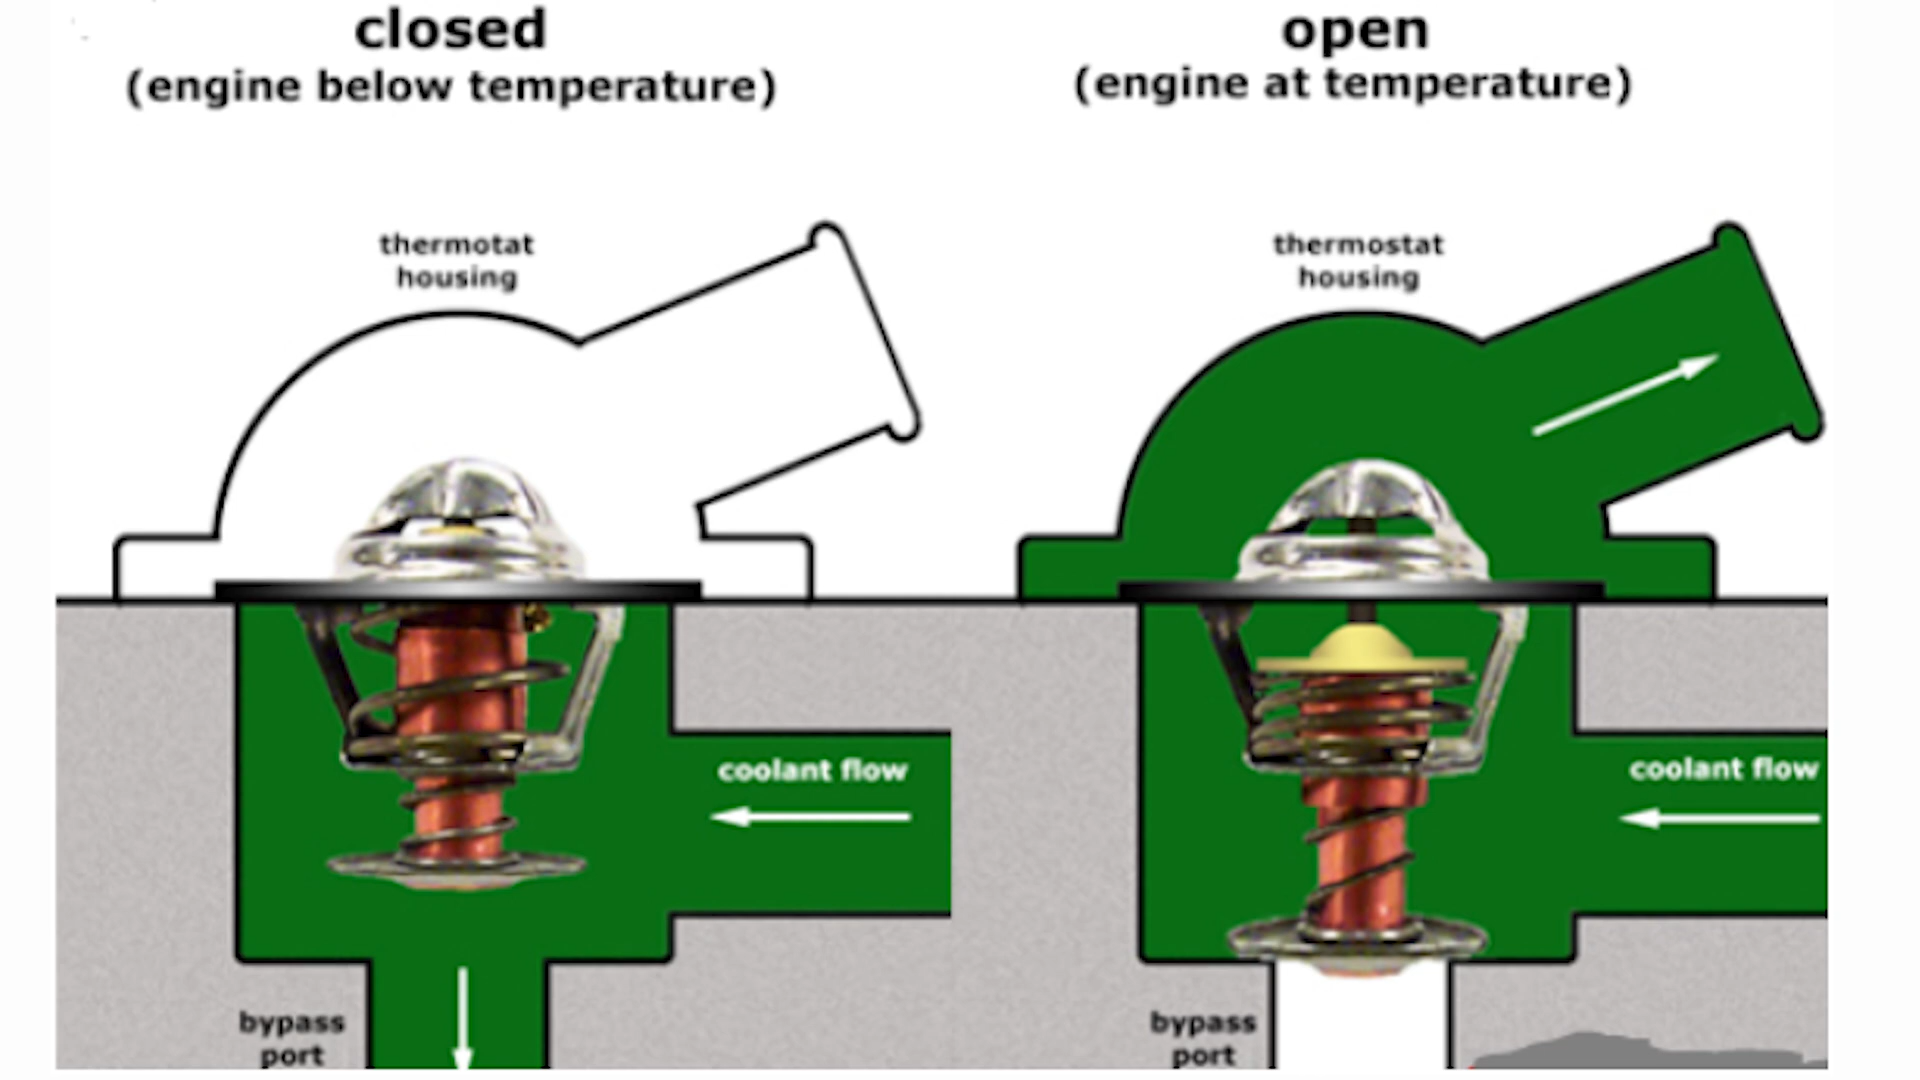 closed
(engine below temperature)
thermotat
housing
coolant flow
bypass
port
open
(engine at temperature)
thermostat
housing
coolant flow
bypass
port